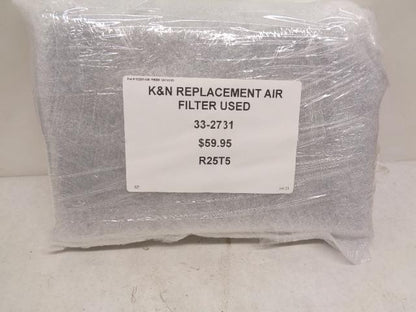 K&N REPLACEMENT AIR
FILTER USED
33-2731
$59.95
R25T5